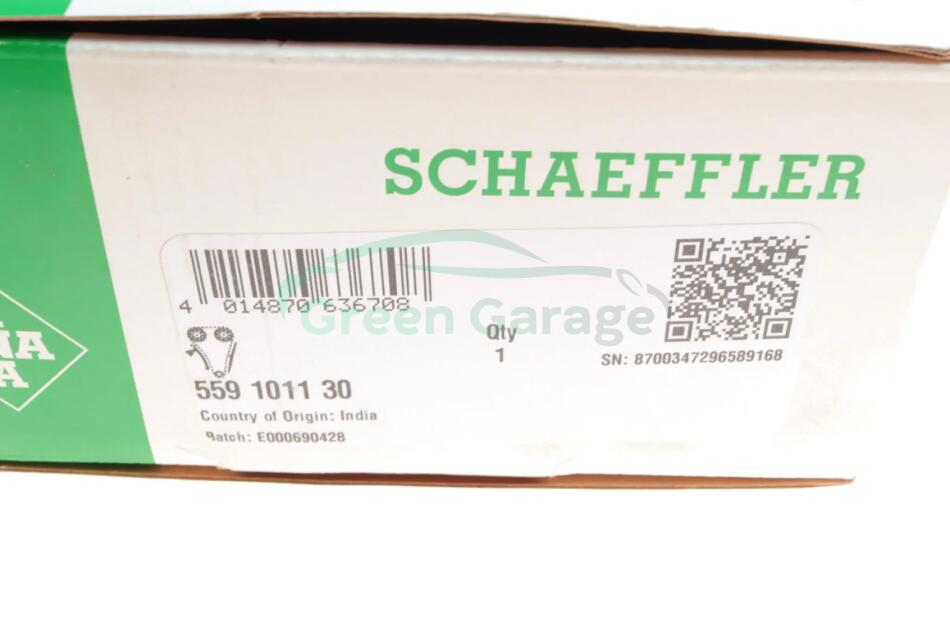 SCHAEFFLER
4 014870 636708
Green Garage
Qty
1
SN: 8700347296589168
559 1011 30
Country of Origin: India
Batch: E000690428